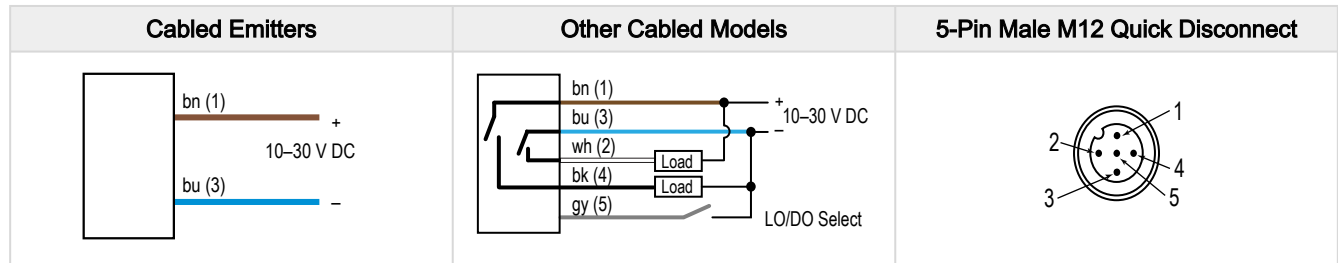 Cabled Emitters
Other Cabled Models
5-Pin Male M12 Quick Disconnect
bn (1)
+
10–30 V DC
bu (3)
–
bn (1)
+
10–30 V DC
bu (3)
–
wh (2)
Load
bk (4)
Load
gy (5)
LO/DO Select
1
2
4
3
5